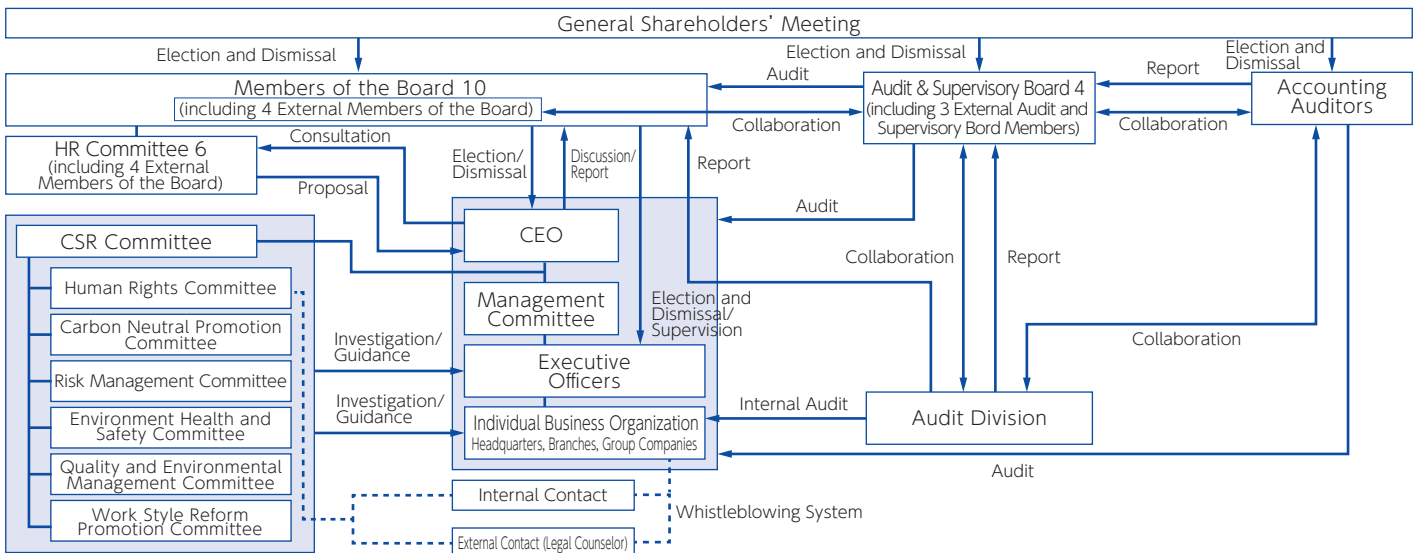 General Shareholders' Meeting
Election and Dismissal
Election and Dismissal
Election and
Dismissal
Members of the Board 10
(including 4 External Members of the Board)
Audit
Audit & Supervisory Board 4
(including 3 External Audit and
Supervisory Bord Members)
Report
Accounting
Auditors
Collaboration
Collaboration
HR Committee 6
(including 4 External
Members of the Board)
Consultation
Proposal
Election/
Dismissal
Discussion/
Report
Report
Audit
CSR Committee
Human Rights Committee
Carbon Neutral Promotion
Committee
Risk Management Committee
Environment Health and
Safety Committee
Quality and Environmental
Management Committee
Work Style Reform
Promotion Committee
Investigation/
Guidance
Investigation/
Guidance
CEO
Management
Committee
Election and
Dismissal/
Supervision
Executive
Officers
Individual Business Organization
Headquarters, Branches, Group Companies
Collaboration
Report
Collaboration
Internal Audit
Audit Division
Audit
Internal Contact
Whistleblowing System
External Contact (Legal Counselor)